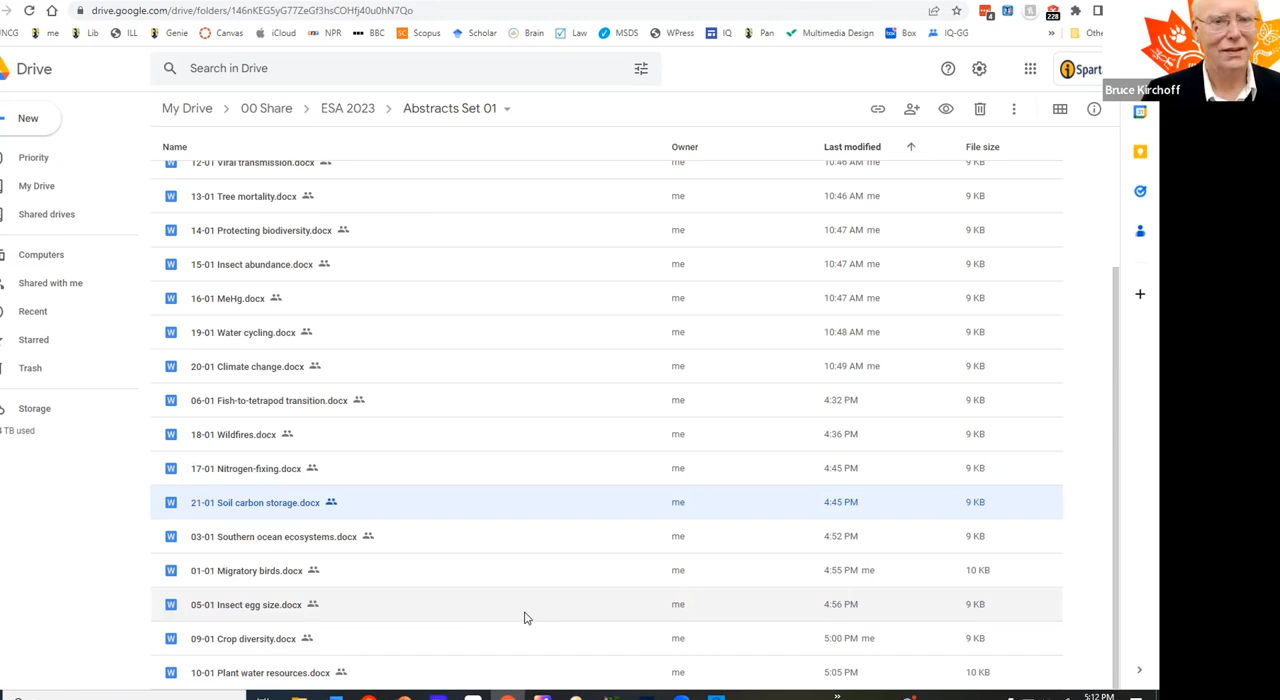 drive.google.com/drive/folders/146nKEG5yG77ZeGf3hsCOHfj40u0hN7Qo
4
228
NCG me Lib ILL Genie Canvas iCloud NPR BBC Scopus Scholar Brain Law MSDS WPress IQ Pan Multimedia Design Box IQ-GG » Othe
Drive
Search in Drive
Spart
Bruce Kirchoff
New
My Drive 00 Share ESA 2023 Abstracts Set 01
Priority
My Drive
Shared drives
Computers
Shared with me
Recent
Starred
Trash
Storage
TB used
Name Owner Last modified File size
12-01 Viral transmission.docx me 10:46 AM me 9 KB
13-01 Tree mortality.docx me 10:46 AM me 9 KB
14-01 Protecting biodiversity.docx me 10:47 AM me 9 KB
15-01 Insect abundance.docx me 10:47 AM me 9 KB
16-01 MeHg.docx me 10:47 AM me 9 KB
19-01 Water cycling.docx me 10:48 AM me 9 KB
20-01 Climate change.docx me 10:49 AM me 9 KB
06-01 Fish-to-tetrapod transition.docx me 4:32 PM 9 KB
18-01 Wildfires.docx me 4:36 PM 9 KB
17-01 Nitrogen-fixing.docx me 4:45 PM 9 KB
21-01 Soil carbon storage.docx me 4:45 PM 9 KB
03-01 Southern ocean ecosystems.docx me 4:52 PM 9 KB
01-01 Migratory birds.docx me 4:55 PM me 10 KB
05-01 Insect egg size.docx me 4:56 PM 9 KB
09-01 Crop diversity.docx me 5:00 PM me 9 KB
10-01 Plant water resources.docx me 5:05 PM 10 KB
5:12 PM